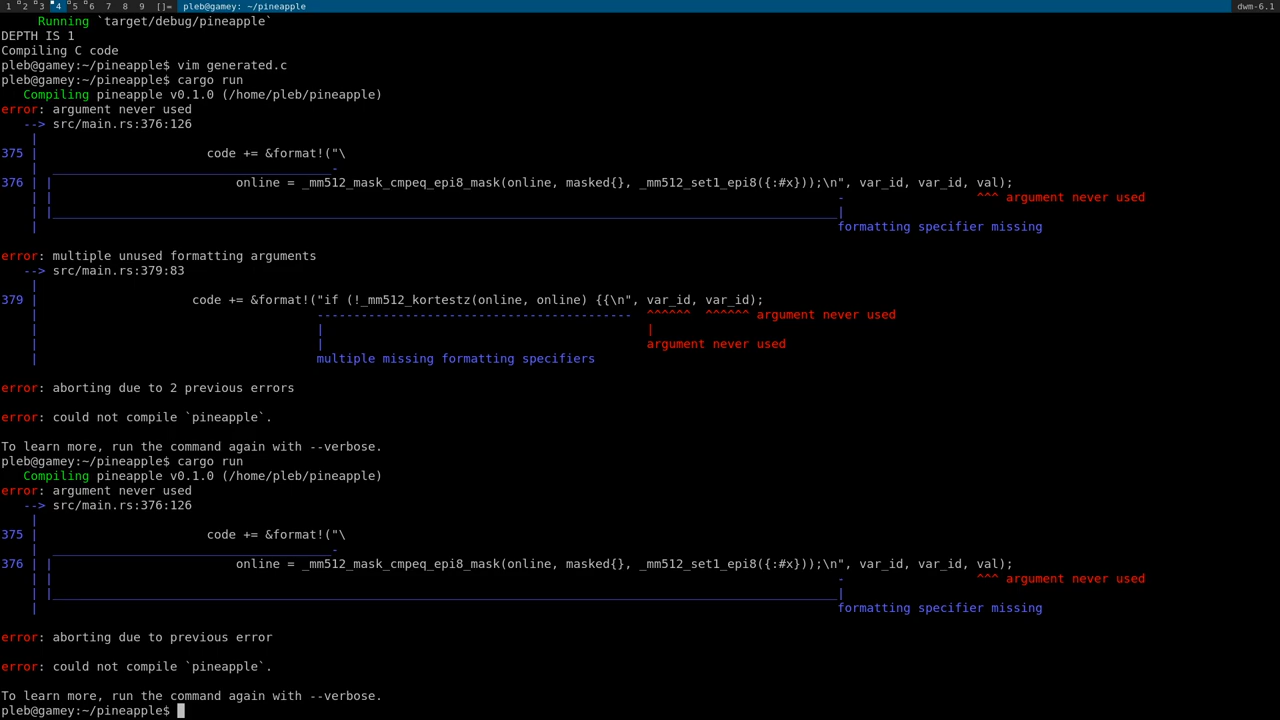 1 2 3 4 5 6 7 8 9 []= pleb@gamey: ~/pineapple dwm-6.1
     Running `target/debug/pineapple`
DEPTH IS 1
Compiling C code
pleb@gamey:~/pineapple$ vim generated.c
pleb@gamey:~/pineapple$ cargo run
   Compiling pineapple v0.1.0 (/home/pleb/pineapple)
error: argument never used
   --> src/main.rs:376:126
    |
375 |                       code += &format!("\
    |  ______________________________________-
376 | |                         online = _mm512_mask_cmpeq_epi8_mask(online, masked{}, _mm512_set1_epi8({:#x}));\n", var_id, var_id, val);
    | |                                                                                                            -                  ^^^ argument never used
    | |____________________________________________________________________________________________________________|
    |                                                                                                              formatting specifier missing

error: multiple unused formatting arguments
   --> src/main.rs:379:83
    |
379 |                     code += &format!("if (!_mm512_kortestz(online, online) {{\n", var_id, var_id);
    |                                      -------------------------------------------  ^^^^^^  ^^^^^^ argument never used
    |                                      |                                            |
    |                                      |                                            argument never used
    |                                      multiple missing formatting specifiers

error: aborting due to 2 previous errors

error: could not compile `pineapple`.

To learn more, run the command again with --verbose.
pleb@gamey:~/pineapple$ cargo run
   Compiling pineapple v0.1.0 (/home/pleb/pineapple)
error: argument never used
   --> src/main.rs:376:126
    |
375 |                       code += &format!("\
    |  ______________________________________-
376 | |                         online = _mm512_mask_cmpeq_epi8_mask(online, masked{}, _mm512_set1_epi8({:#x}));\n", var_id, var_id, val);
    | |                                                                                                            -                  ^^^ argument never used
    | |____________________________________________________________________________________________________________|
    |                                                                                                              formatting specifier missing

error: aborting due to previous error

error: could not compile `pineapple`.

To learn more, run the command again with --verbose.
pleb@gamey:~/pineapple$